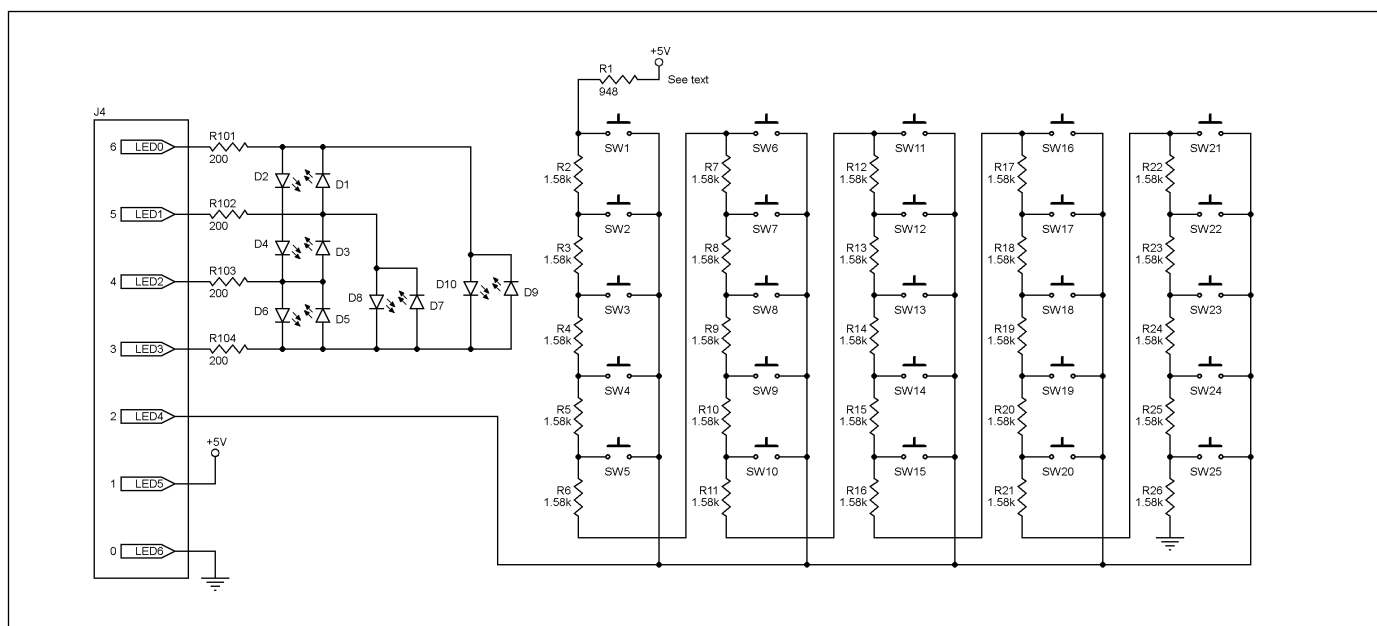 +5V
R1
948
See text
J4
6 LED0
R101
200
5 LED1
R102
200
4 LED2
R103
200
3 LED3
R104
200
2 LED4
1 LED5
+5V
0 LED6
D2
D1
D4
D3
D6
D5
D8
D7
D10
D9
SW1
R2
1.58k
SW2
R3
1.58k
SW3
R4
1.58k
SW4
R5
1.58k
SW5
R6
1.58k
SW6
R7
1.58k
SW7
R8
1.58k
SW8
R9
1.58k
SW9
R10
1.58k
SW10
R11
1.58k
SW11
R12
1.58k
SW12
R13
1.58k
SW13
R14
1.58k
SW14
R15
1.58k
SW15
R16
1.58k
SW16
R17
1.58k
SW17
R18
1.58k
SW18
R19
1.58k
SW19
R20
1.58k
SW20
R21
1.58k
SW21
R22
1.58k
SW22
R23
1.58k
SW23
R24
1.58k
SW24
R25
1.58k
SW25
R26
1.58k